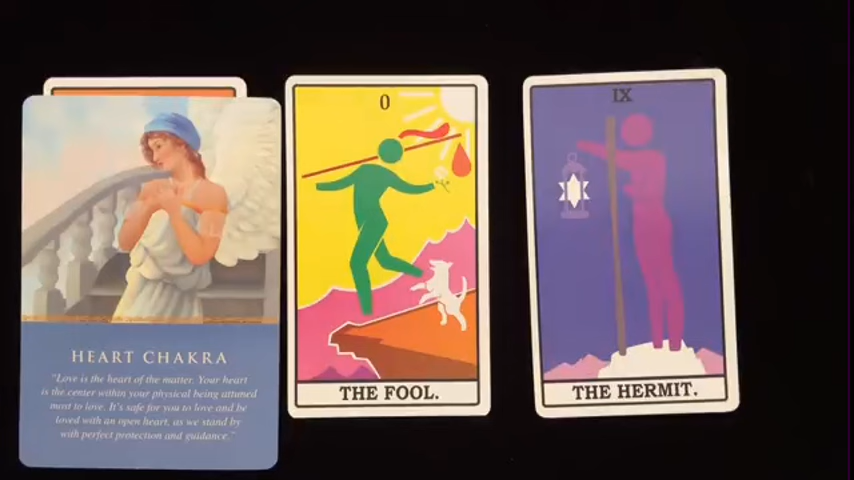 HEART CHAKRA
"Love is the heart of the matter. Your heart
is the center within your physical being attuned
most to love. It's safe for you to love and be
loved with an open heart, as we stand by
with perfect protection and guidance."
0
THE FOOL.
IX
THE HERMIT.